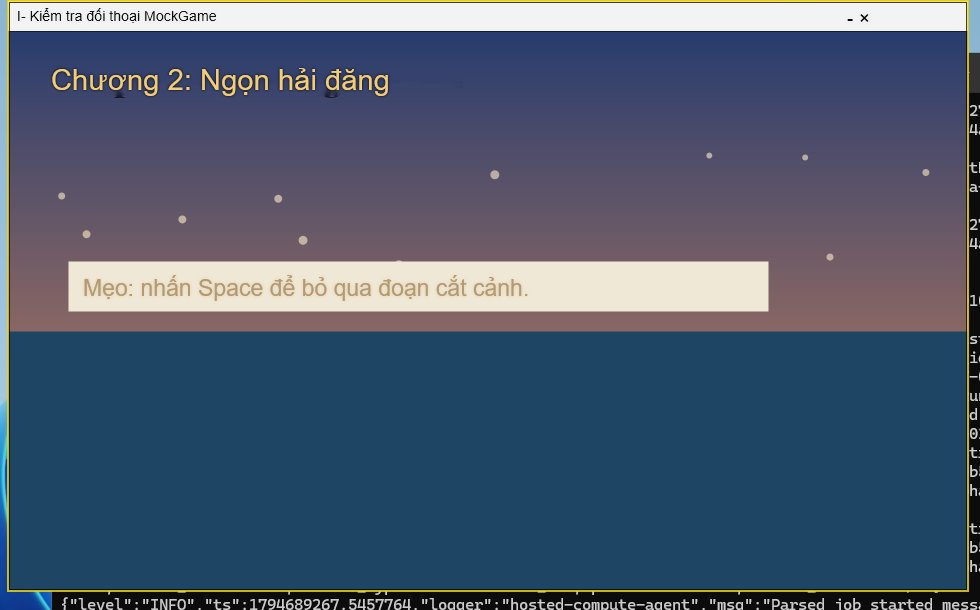 I- Kiểm tra đối thoại MockGame
Chương 2: Ngọn hải đăng
Mẹo: nhấn Space để bỏ qua đoạn cắt cảnh.
{"level":"INFO","ts":1794689267.5457764,"logger":"hosted-compute-agent","msg":"Parsed job started mes